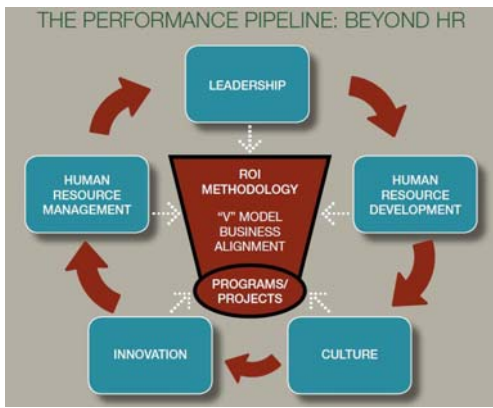 THE PERFORMANCE PIPELINE: BEYOND HR
LEADERSHIP
HUMAN
RESOURCE
MANAGEMENT
ROI
METHODOLOGY
"V" MODEL
BUSINESS
ALIGNMENT
HUMAN
RESOURCE
DEVELOPMENT
PROGRAMS/
PROJECTS
INNOVATION
CULTURE